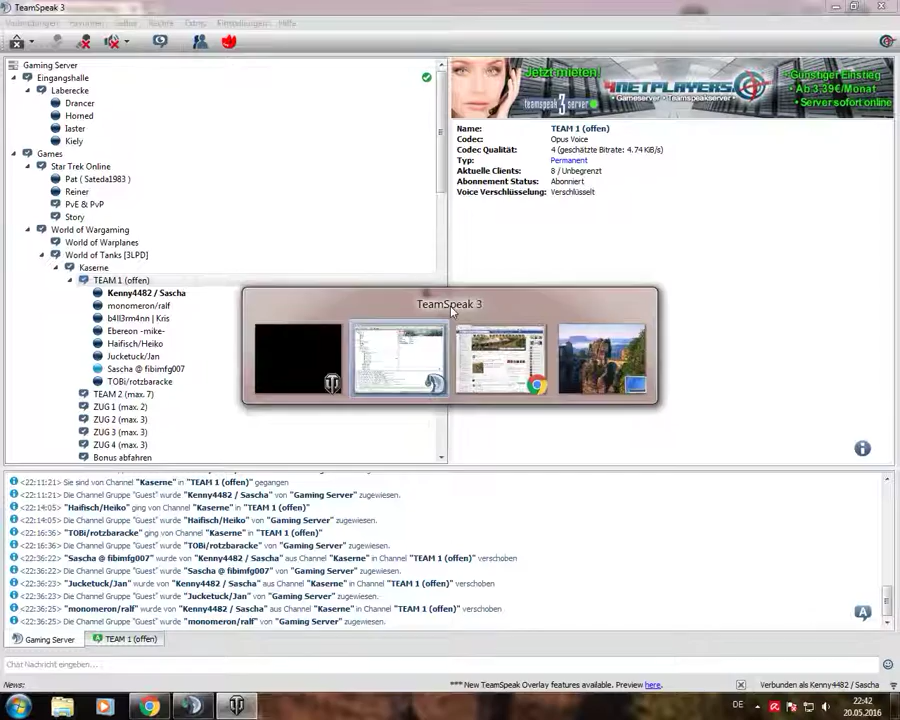 TeamSpeak 3
Verbindungen Favoriten Selbst Rechte Extras Einstellungen Hilfe
Gaming Server
Eingangshalle
Laberecke
Drancer
Horned
Iaster
Kiely
Games
Star Trek Online
Pat ( Sateda1983 )
Reiner
PvE & PvP
Story
World of Wargaming
World of Warplanes
World of Tanks [3LPD]
Kaserne
TEAM 1 (offen)
Kenny4482 / Sascha
monomeron/ralf
b4ll3rmnn | Kris
Ebereon -mike-
Haifisch/Heiko
Jucketuck/Jan
Sascha @ fibimfg007
TOBi/rotzbaracke
TEAM 2 (max. 7)
ZUG 1 (max. 2)
ZUG 2 (max. 3)
ZUG 3 (max. 3)
ZUG 4 (max. 3)
Bonus abfahren
Jetzt mieten!
teamspeak 3 server
4NETPLAYERS
Gameserver - Teamspeakserver
Günstiger Einstieg
Ab 3.39€/Monat
Server sofort online
Name: TEAM 1 (offen)
Codec: Opus Voice
Codec Qualität: 4 (geschätzte Bitrate: 4.74 KiB/s)
Typ: Permanent
Aktuelle Clients: 8 / Unbegrenzt
Abonnement Status: Abonniert
Voice Verschlüsselung: Verschlüsselt
TeamSpeak 3
<22:11:21> Sie sind von Channel "Kaserne" in "TEAM 1 (offen)" gegangen
<22:11:21> Die Channel Gruppe "Guest" wurde "Kenny4482 / Sascha" von "Gaming Server" zugewiesen.
<22:14:05> "Haifisch/Heiko" ging von Channel "Kaserne" in "TEAM 1 (offen)"
<22:14:05> Die Channel Gruppe "Guest" wurde "Haifisch/Heiko" von "Gaming Server" zugewiesen.
<22:16:36> "TOBi/rotzbaracke" ging von Channel "Kaserne" in "TEAM 1 (offen)"
<22:16:36> Die Channel Gruppe "Guest" wurde "TOBi/rotzbaracke" von "Gaming Server" zugewiesen.
<22:36:22> "Sascha @ fibimfg007" wurde von "Kenny4482 / Sascha" aus Channel "Kaserne" in Channel "TEAM 1 (offen)" verschoben
<22:36:22> Die Channel Gruppe "Guest" wurde "Sascha @ fibimfg007" von "Gaming Server" zugewiesen.
<22:36:23> "Jucketuck/Jan" wurde von "Kenny4482 / Sascha" aus Channel "Kaserne" in Channel "TEAM 1 (offen)" verschoben
<22:36:23> Die Channel Gruppe "Guest" wurde "Jucketuck/Jan" von "Gaming Server" zugewiesen.
<22:36:25> "monomeron/ralf" wurde von "Kenny4482 / Sascha" aus Channel "Kaserne" in Channel "TEAM 1 (offen)" verschoben
<22:36:25> Die Channel Gruppe "Guest" wurde "monomeron/ralf" von "Gaming Server" zugewiesen.
Gaming Server TEAM 1 (offen)
Chat Nachricht eingeben...
News: *** New TeamSpeak Overlay features available. Preview here. Verbunden als Kenny4482 / Sascha
DE 22:42
20.05.2016